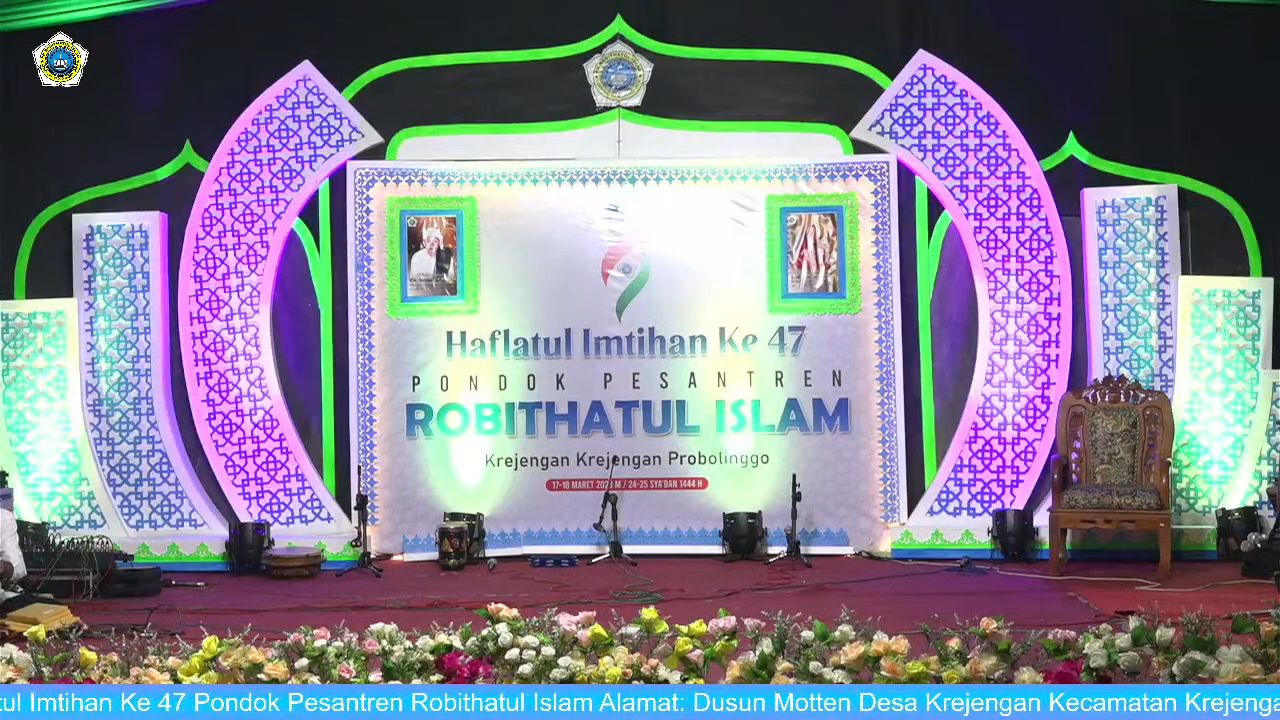 Haflatul Imtihan Ke 47
PONDOK PESANTREN
ROBITHATUL ISLAM
Krejengan Krejengan Probolinggo
17-18 MARET 2023 M / 24-25 SYA'BAN 1444 H
tul Imtihan Ke 47 Pondok Pesantren Robithatul Islam Alamat: Dusun Motten Desa Krejengan Kecamatan Krejenga